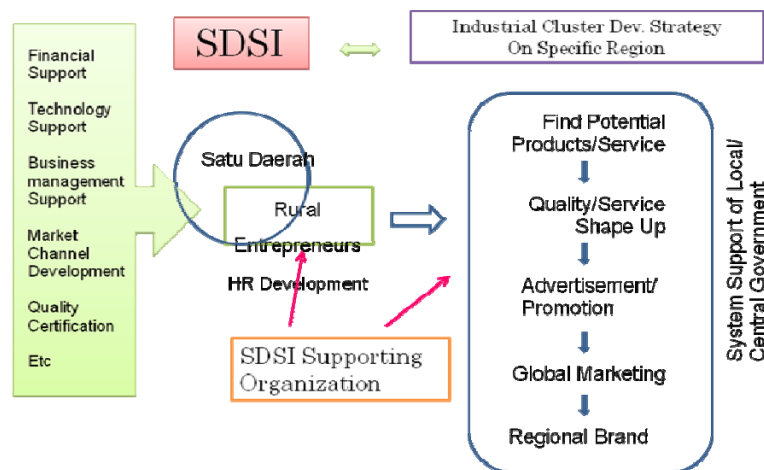 SDSI
Industrial Cluster Dev. Strategy
On Specific Region
Financial
Support
Technology
Support
Business
management
Support
Market
Channel
Development
Quality
Certification
Etc
Satu Daerah
Rural
Entrepreneurs
HR Development
SDSI Supporting
Organization
Find Potential
Products/Service
Quality/Service
Shape Up
Advertisement/
Promotion
Global Marketing
Regional Brand
System Support of Local/
Central Government